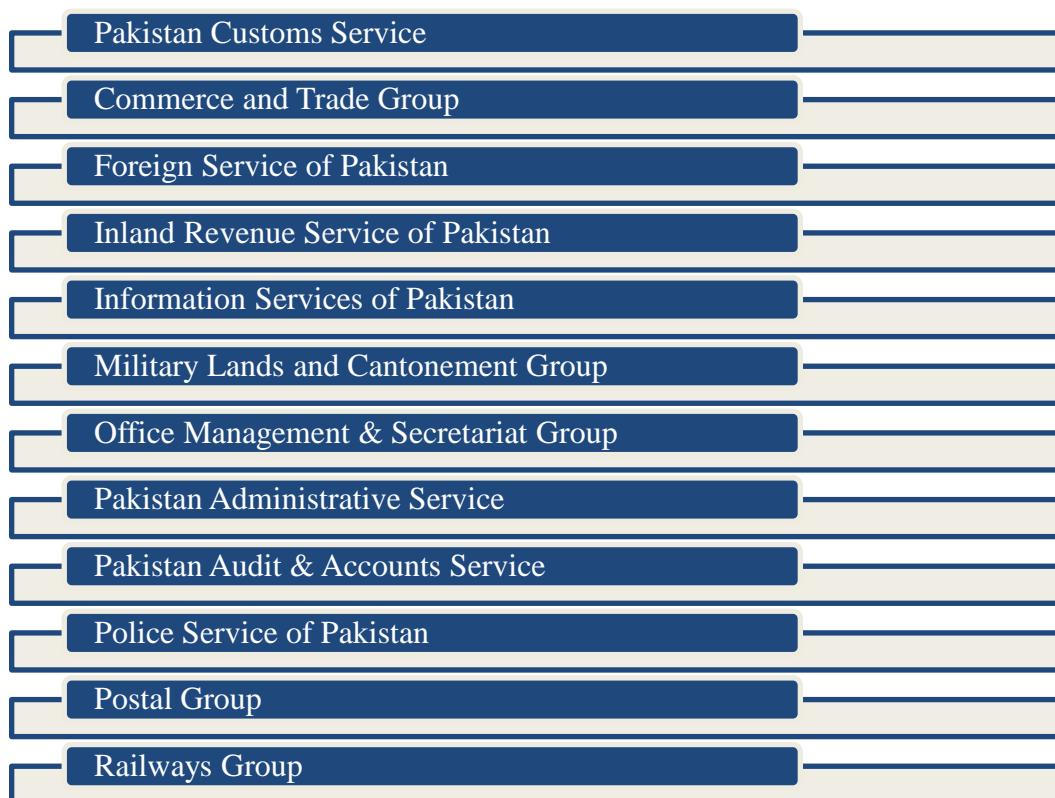 Pakistan Customs Service
Commerce and Trade Group
Foreign Service of Pakistan
Inland Revenue Service of Pakistan
Information Services of Pakistan
Military Lands and Cantonement Group
Office Management & Secretariat Group
Pakistan Administrative Service
Pakistan Audit & Accounts Service
Police Service of Pakistan
Postal Group
Railways Group